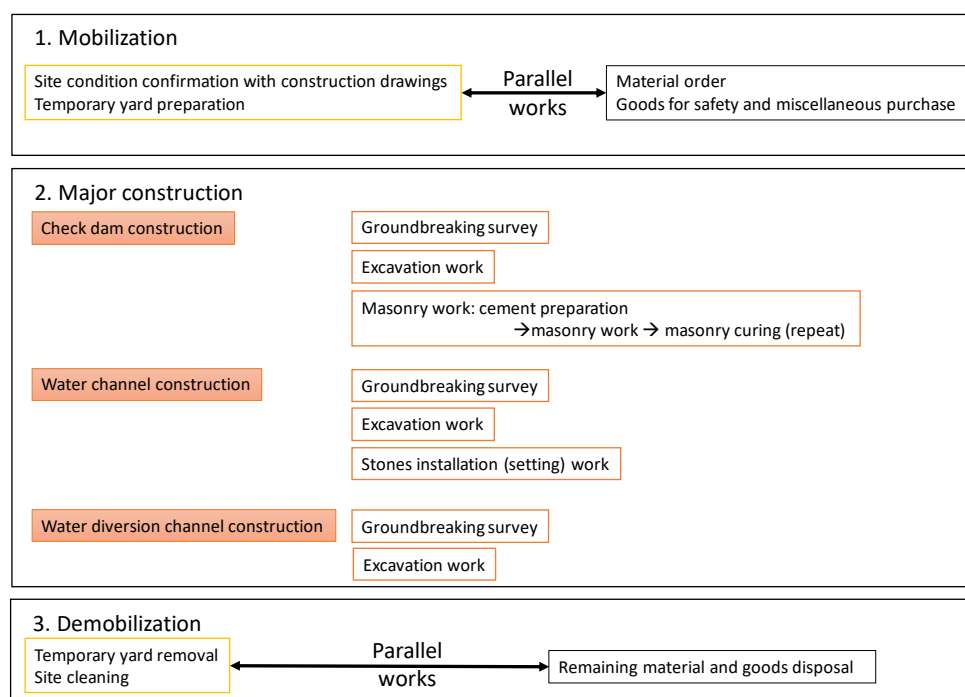 1. Mobilization
Site condition confirmation with construction drawings
Temporary yard preparation
Parallel
works
Material order
Goods for safety and miscellaneous purchase
2. Major construction
Check dam construction
Groundbreaking survey
Excavation work
Masonry work: cement preparation
→masonry work → masonry curing (repeat)
Water channel construction
Groundbreaking survey
Excavation work
Stones installation (setting) work
Water diversion channel construction
Groundbreaking survey
Excavation work
3. Demobilization
Temporary yard removal
Site cleaning
Parallel
works
Remaining material and goods disposal